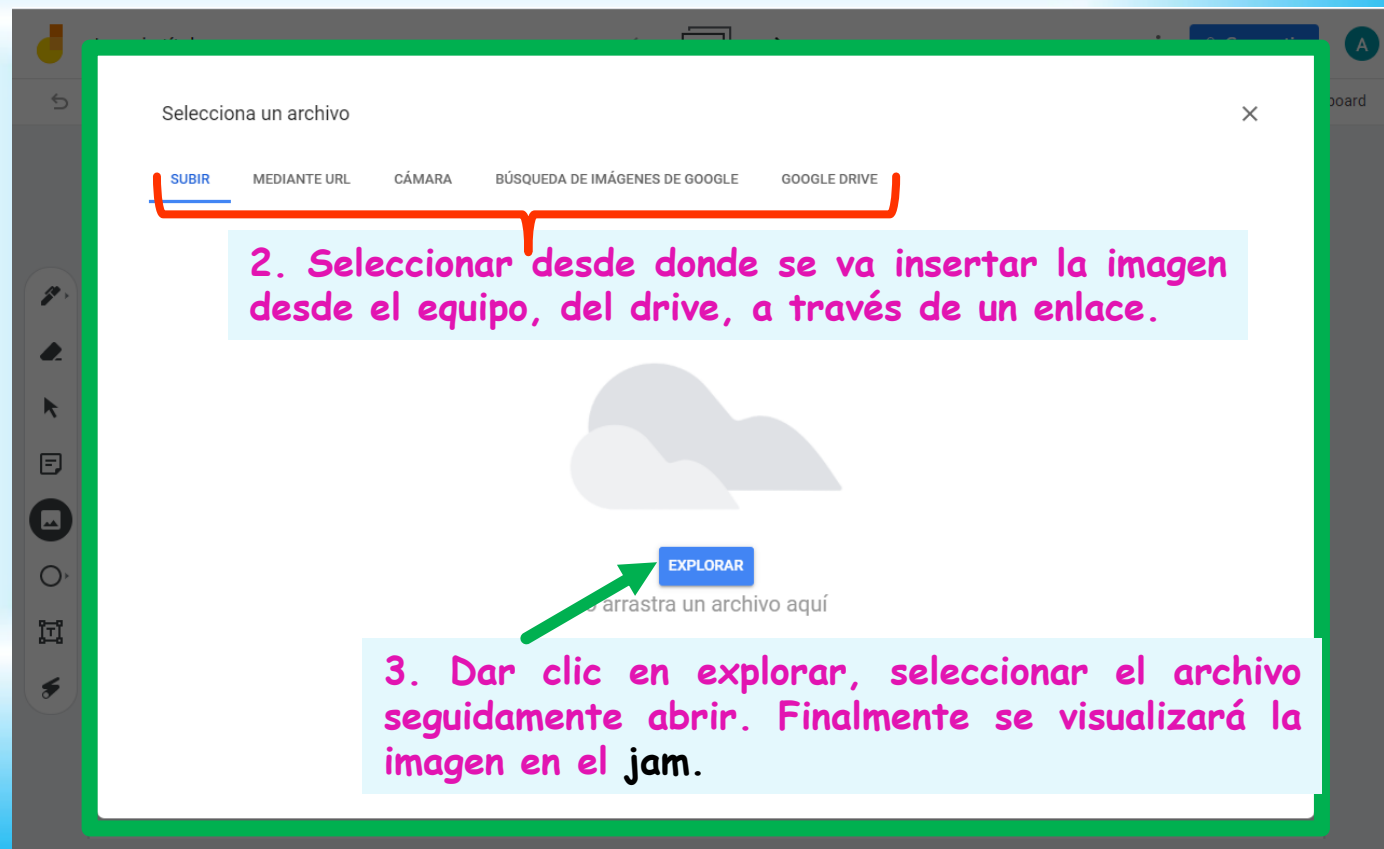 A
board
Selecciona un archivo
SUBIR MEDIANTE URL CÁMARA BÚSQUEDA DE IMÁGENES DE GOOGLE GOOGLE DRIVE
2. Seleccionar desde donde se va insertar la imagen
desde el equipo, del drive, a través de un enlace.
EXPLORAR
arrastra un archivo aquí
3. Dar clic en explorar, seleccionar el archivo
seguidamente abrir. Finalmente se visualizará la
imagen en el jam.